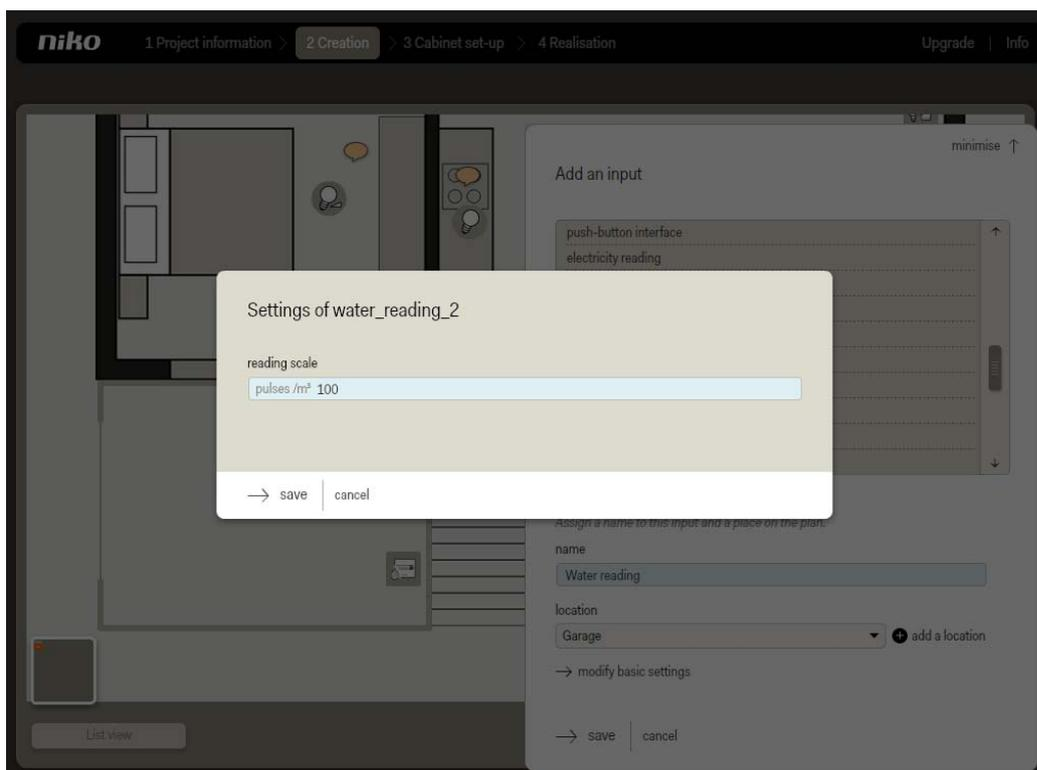 niko
1 Project information > 2 Creation > 3 Cabinet set-up > 4 Realisation
Upgrade | Info
minimise ↑
Add an input
push-button interface
electricity reading
Settings of water_reading_2
reading scale
pulses /m³ 100
→ save | cancel
Assign a name to this input and a place on the plan.
name
Water reading
location
Garage
add a location
→ modify basic settings
→ save | cancel
List view